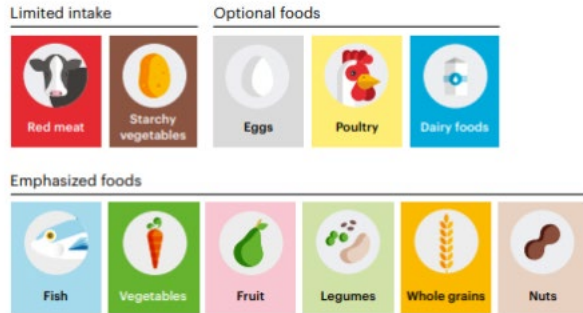 Limited intake
Optional foods
Red meat
Starchy
vegetables
Eggs
Poultry
Dairy foods
Emphasized foods
Fish
Vegetables
Fruit
Legumes
Whole grains
Nuts